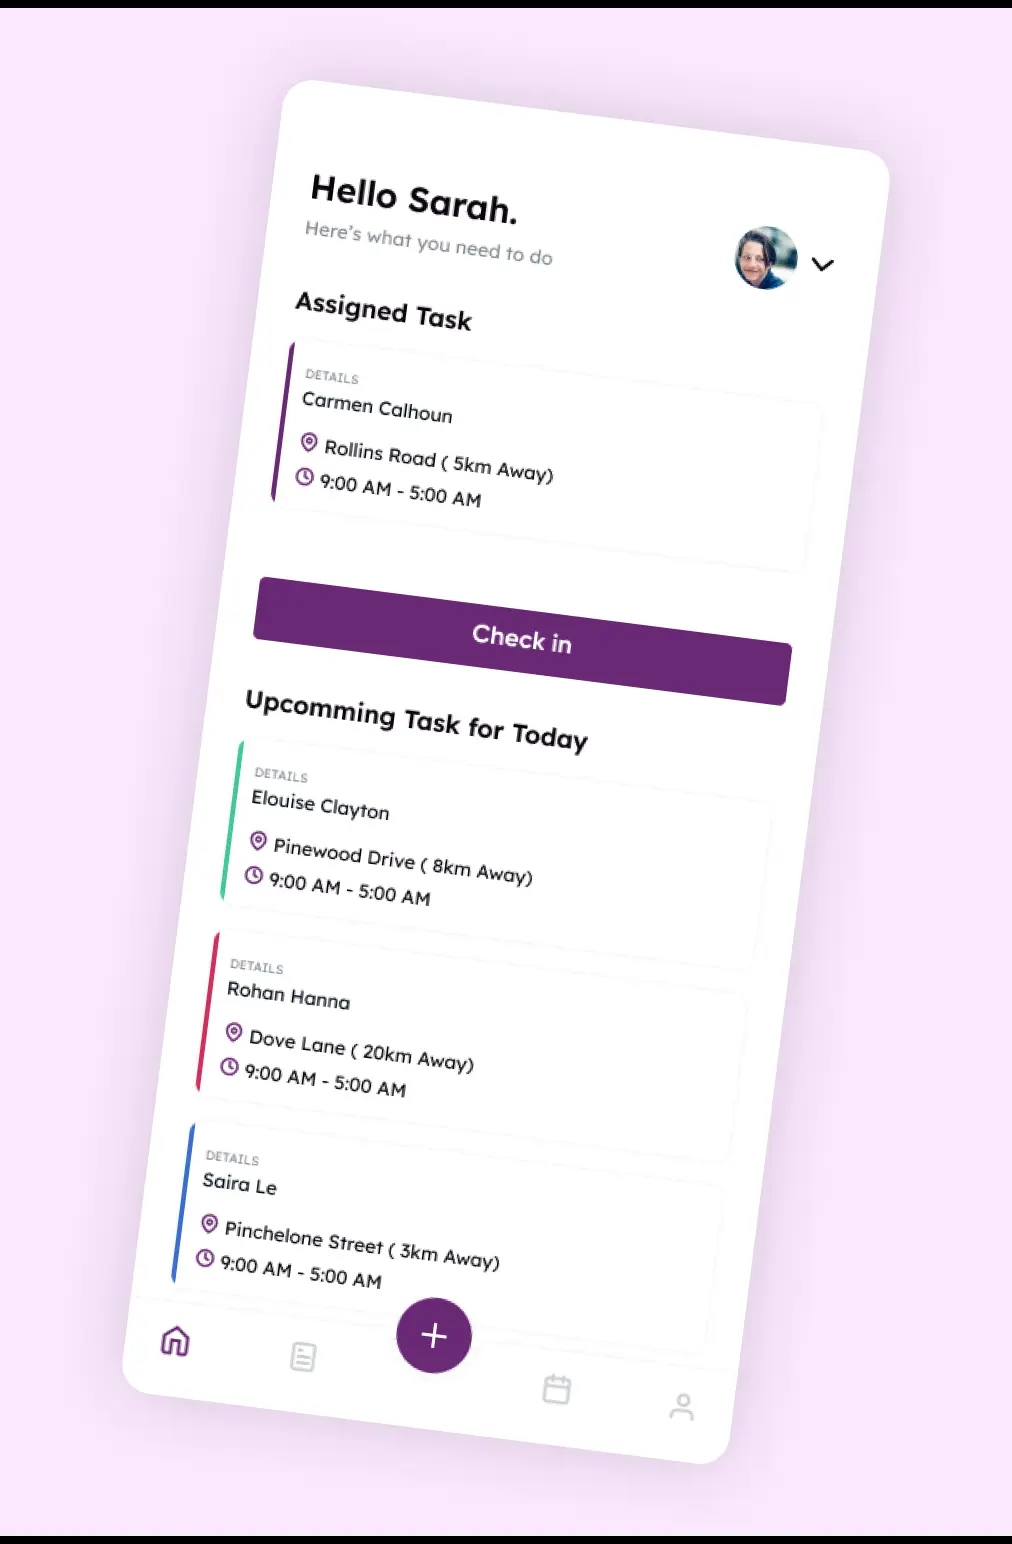 Hello Sarah.
Here's what you need to do
Assigned Task
DETAILS
Carmen Calhoun
Rollins Road ( 5km Away)
9:00 AM - 5:00 AM
Check in
Upcomming Task for Today
DETAILS
Elouise Clayton
Pinewood Drive ( 8km Away)
9:00 AM - 5:00 AM
DETAILS
Rohan Hanna
Dove Lane ( 20km Away)
9:00 AM - 5:00 AM
DETAILS
Saira Le
Pinchelone Street ( 3km Away)
9:00 AM - 5:00 AM